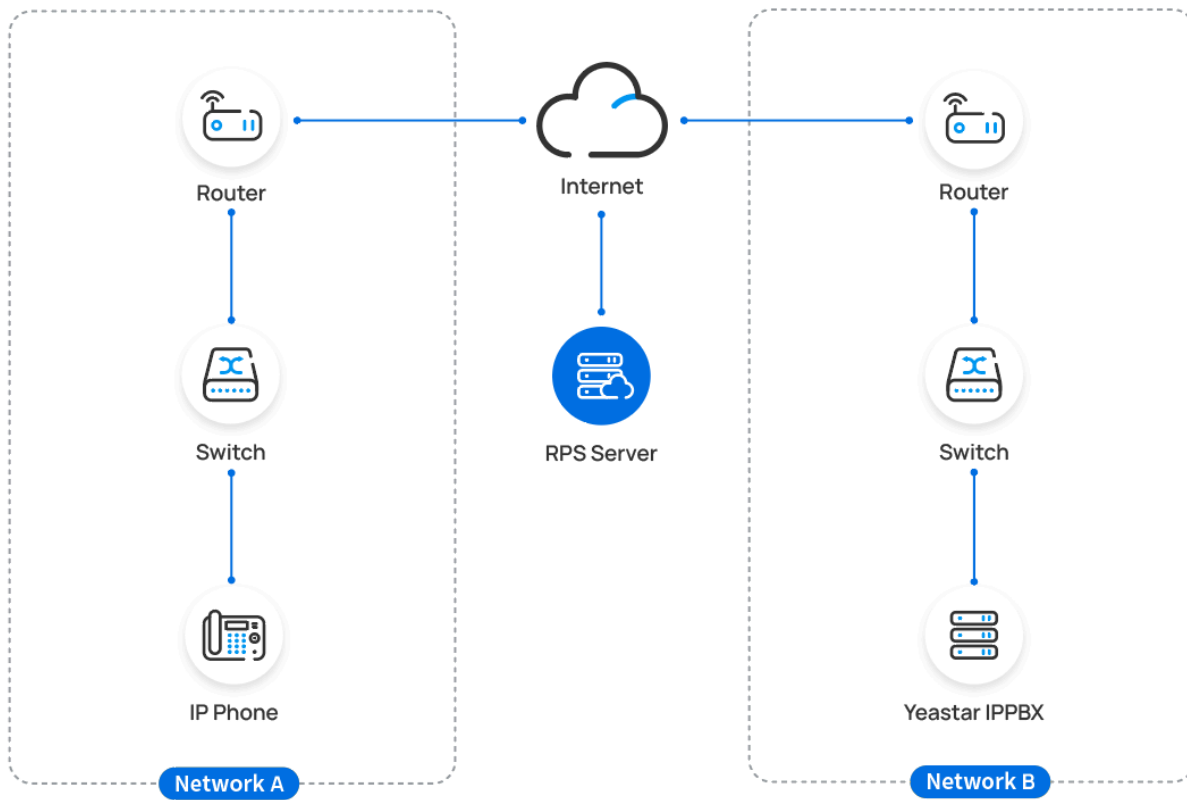 Router
Internet
Router
Switch
RPS Server
Switch
IP Phone
Yeastar IPPBX
Network A
Network B